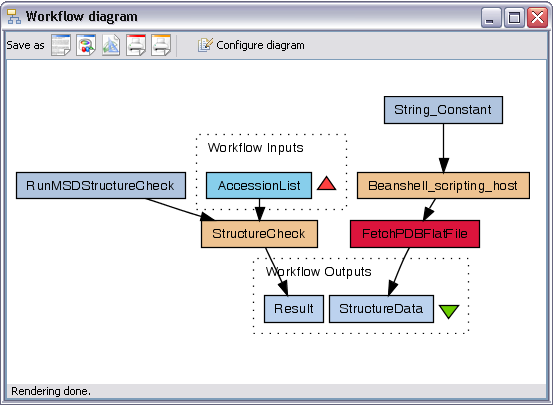 Workflow diagram
Save as
Configure diagram
String_Constant
Workflow Inputs
RunMSDStructureCheck
AccessionList
Beanshell_scripting_host
StructureCheck
FetchPDBFlatFile
Workflow Outputs
Result
StructureData
Rendering done.